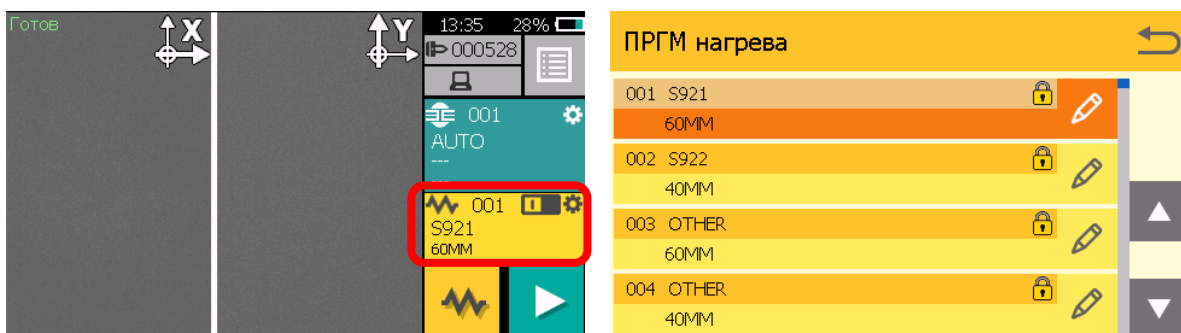 Готов
X
Y
13:35 28%
000528
001
AUTO
---
---
001
S921
60MM
ПРГМ нагрева
001 S921
60MM
002 S922
40MM
003 OTHER
60MM
004 OTHER
40MM